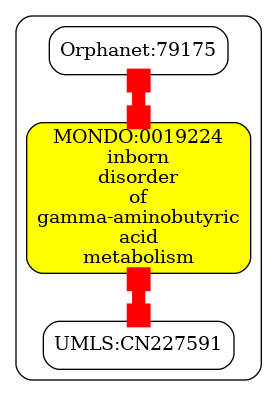 Orphanet:79175
MONDO:0019224
inborn
disorder
of
gamma-aminobutyric
acid
metabolism
UMLS:CN227591